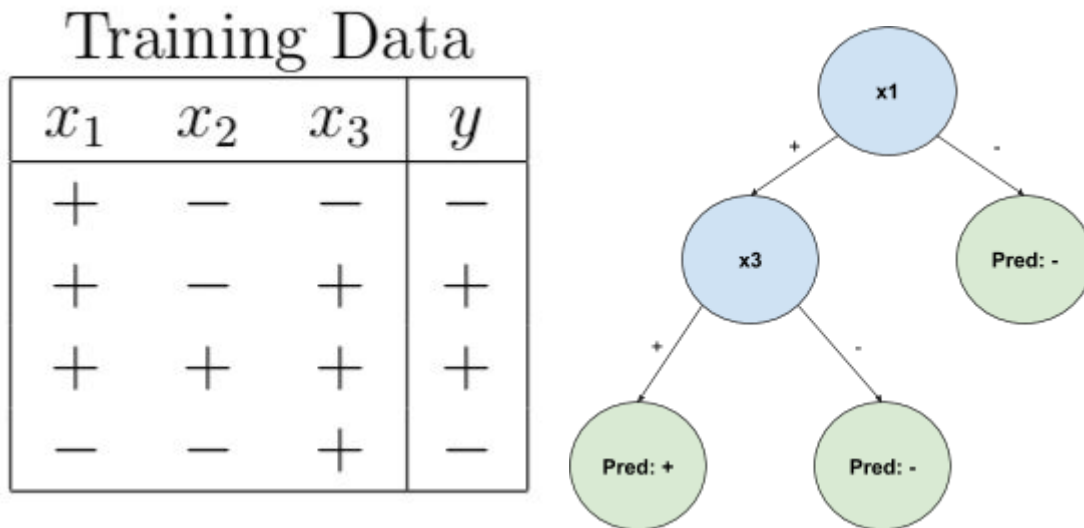 Training Data
x₁ x₂ x₃ y
+ − − −
+ − + +
+ + + +
− − + −
x1
+ -
x3
Pred: -
+ -
Pred: + Pred: -